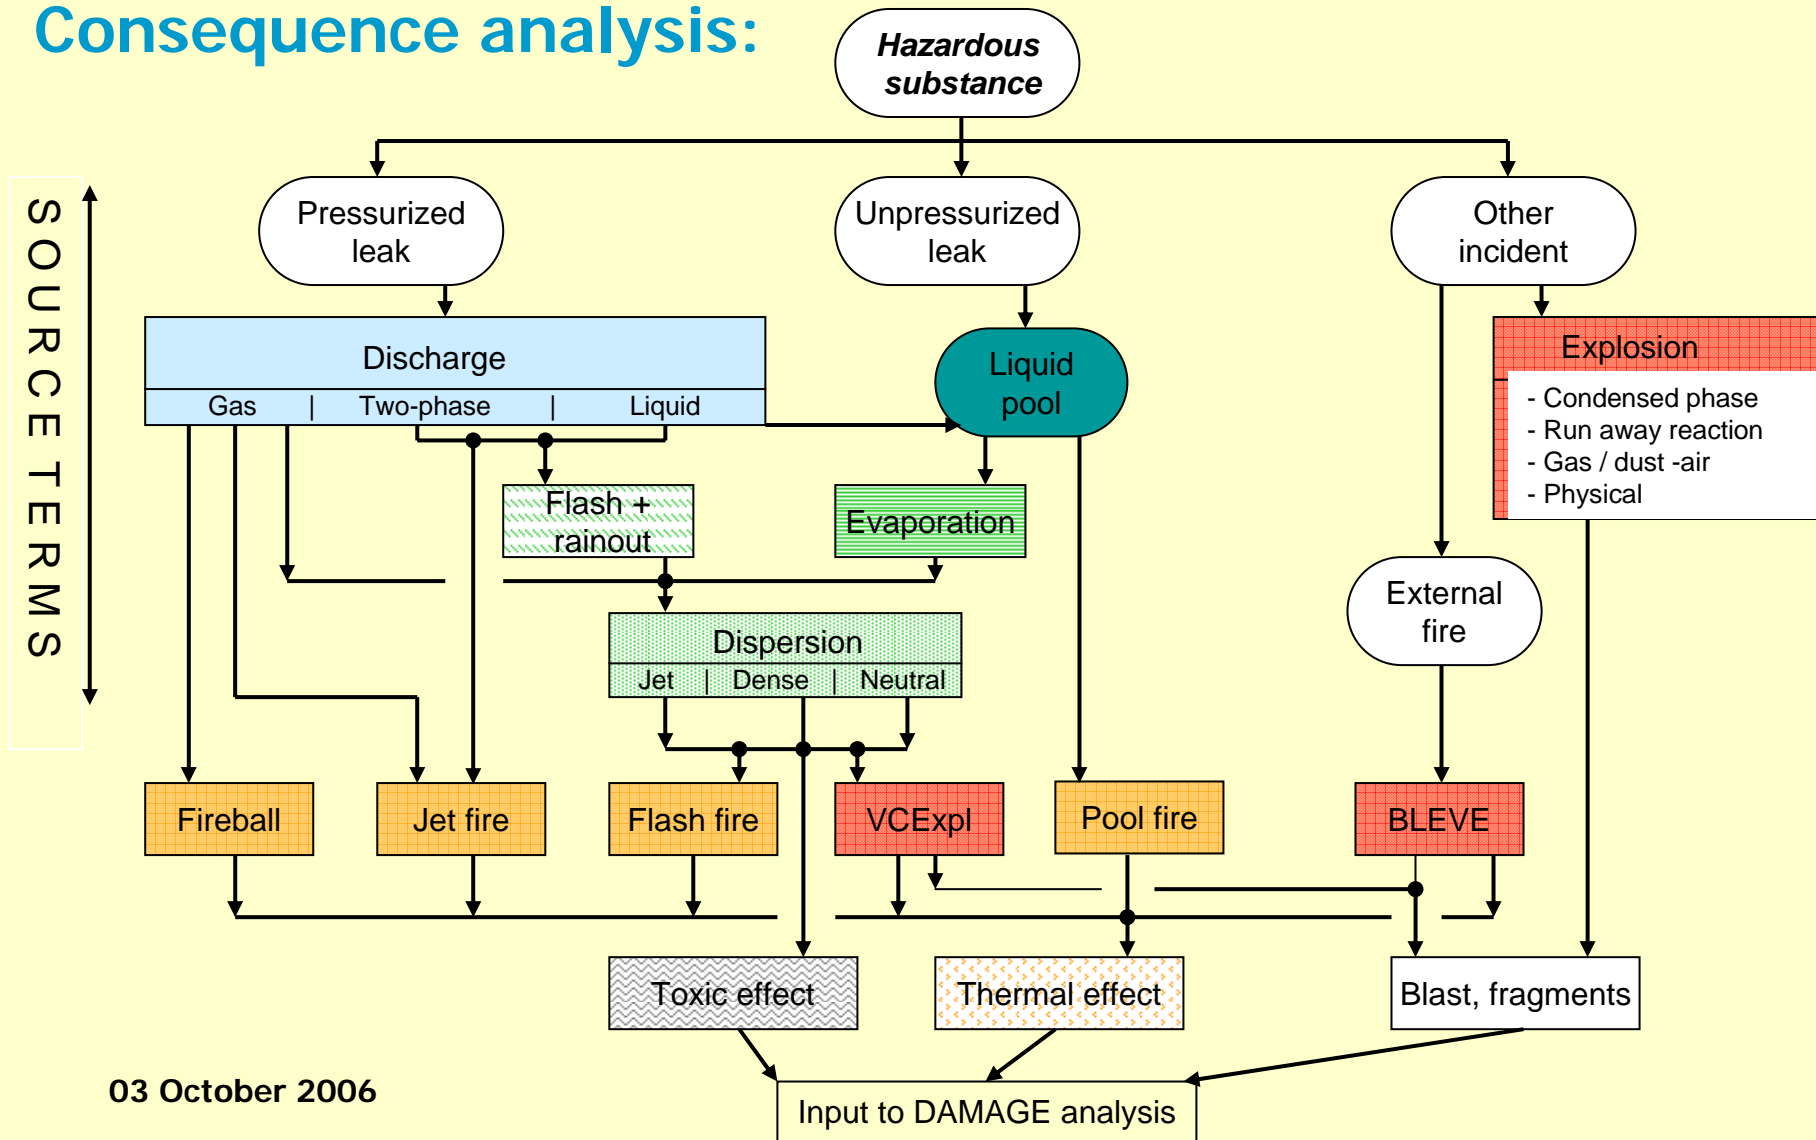 Consequence analysis:
Hazardous
substance
SOURCE TERMS
Pressurized
leak
Unpressurized
leak
Other
incident
Discharge
Gas | Two-phase | Liquid
Liquid
pool
Explosion
- Condensed phase
- Run away reaction
- Gas / dust -air
- Physical
Flash +
rainout
Evaporation
External
fire
Dispersion
Jet | Dense | Neutral
Fireball
Jet fire
Flash fire
VCExpl
Pool fire
BLEVE
Toxic effect
Thermal effect
Blast, fragments
03 October 2006
Input to DAMAGE analysis